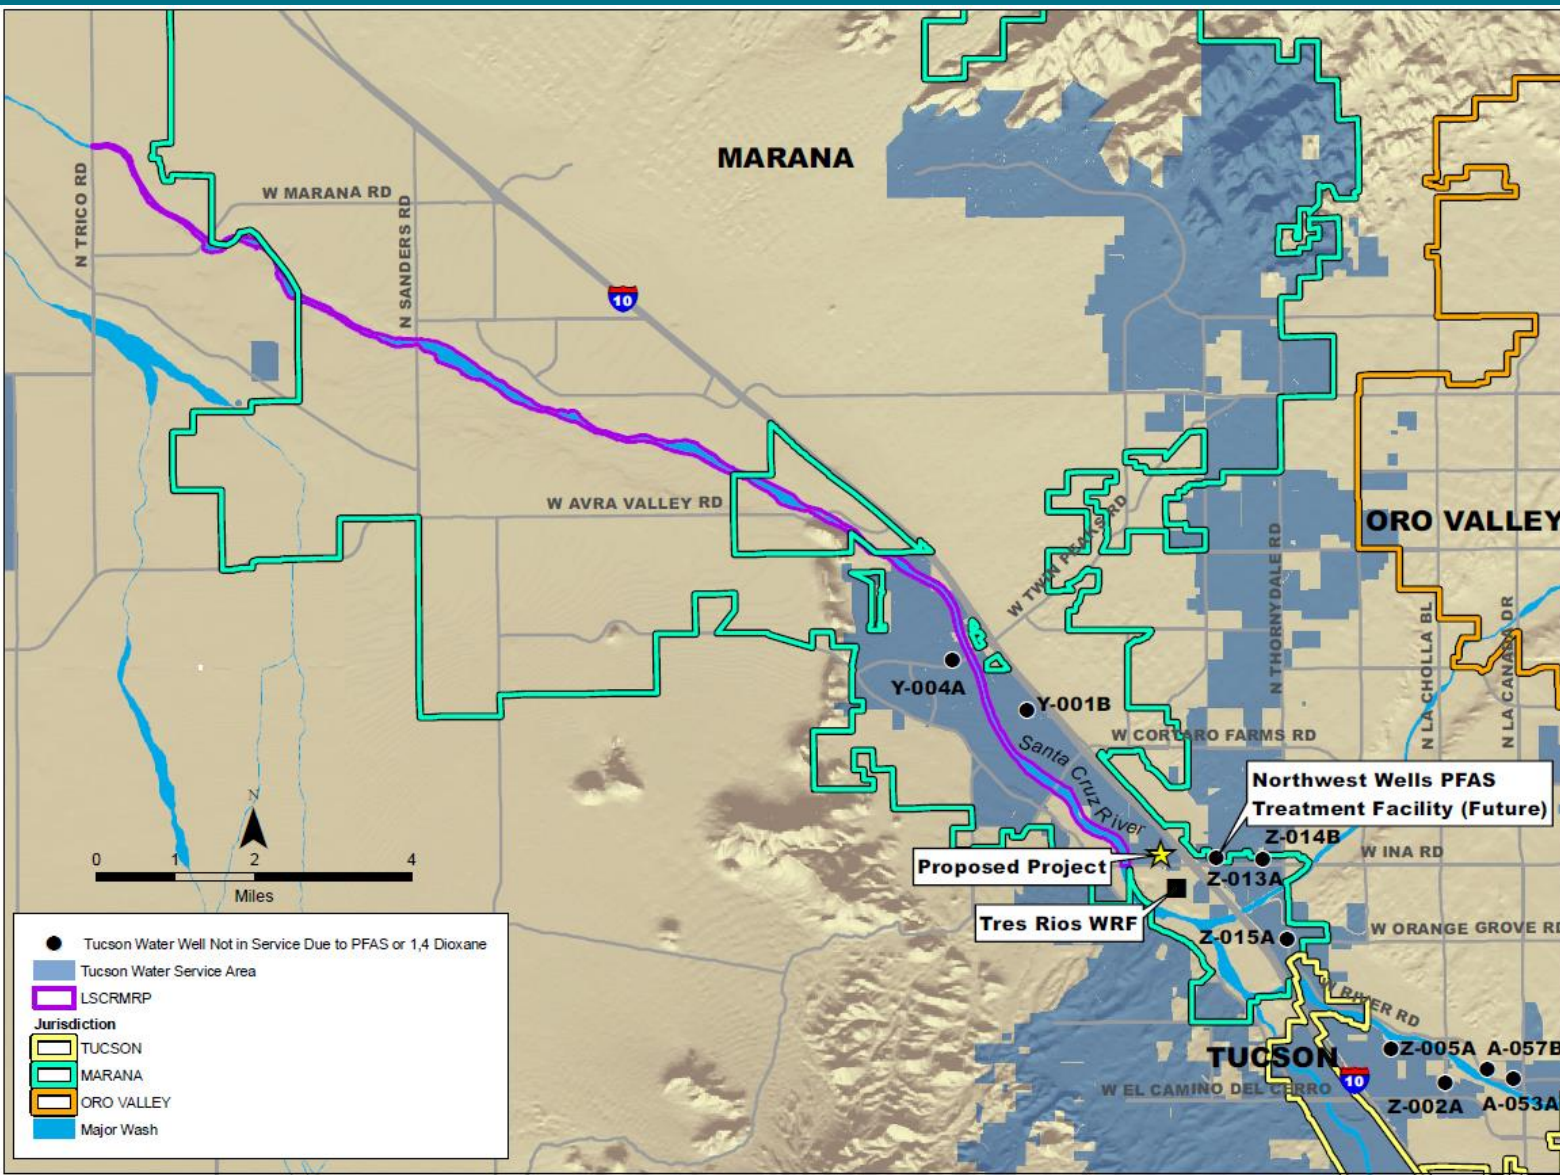 MARANA
W MARANA RD
N TRICO RD
N SANDERS RD
10
W AVRA VALLEY RD
ORO VALLEY
W TWIN PEAKS RD
N THORNYDALE RD
N LA CHOLLA BL
N LA CANADA DR
Y-004A
Y-001B
W CORTARO FARMS RD
Santa Cruz River
Northwest Wells PFAS
Treatment Facility (Future)
Z-014B
W INA RD
Proposed Project
Z-013A
Tres Rios WRF
Z-015A
W ORANGE GROVE RD
W RIVER RD
TUCSON
10
Z-005A
A-057B
W EL CAMINO DEL CERRO
Z-002A
A-053A
N
0 1 2 4
Miles
Tucson Water Well Not in Service Due to PFAS or 1,4 Dioxane
Tucson Water Service Area
LSCRMRP
Jurisdiction
TUCSON
MARANA
ORO VALLEY
Major Wash